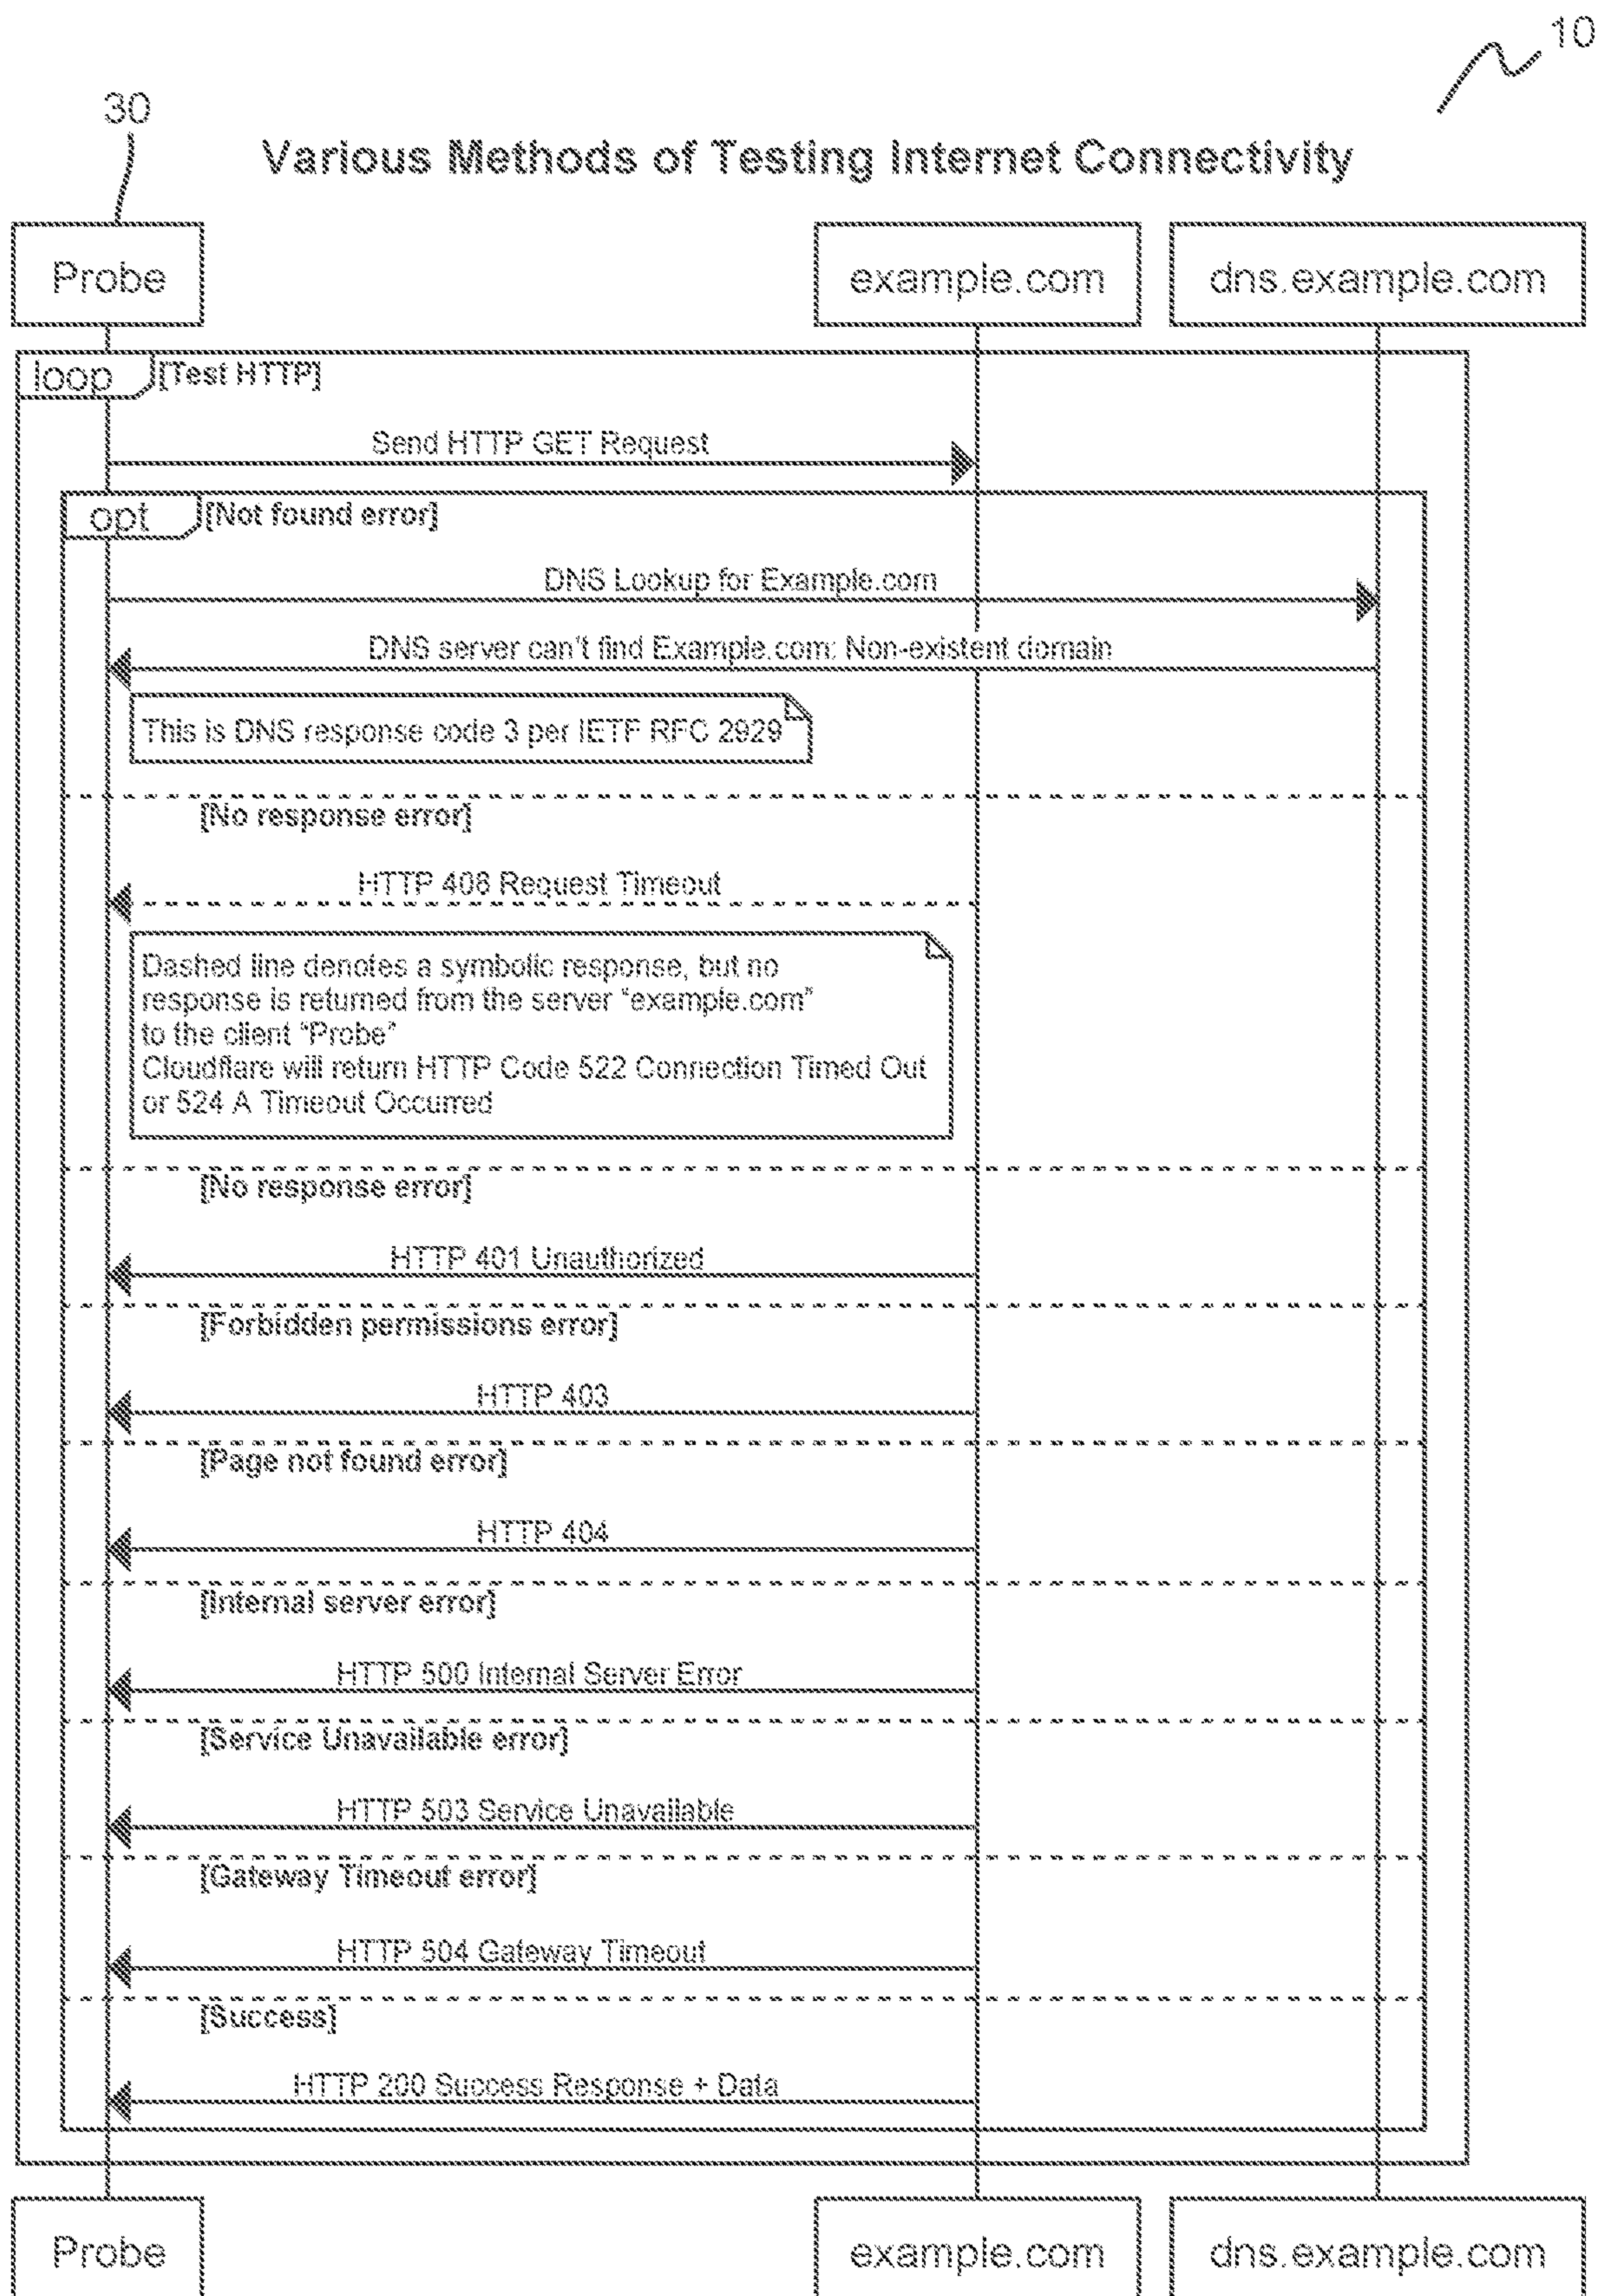 10
30
Various Methods of Testing Internet Connectivity
Probe
example.com
dns.example.com
loop
[Test HTTP]
Send HTTP GET Request
opt
[Not found error]
DNS Lookup for Example.com
DNS server can't find Example.com: Non-existent domain
This is DNS response code 3 per IETF RFC 2929
[No response error]
HTTP 408 Request Timeout
Dashed line denotes a symbolic response, but no
response is returned from the server "example.com"
to the client "Probe"
Cloudflare will return HTTP Code 522 Connection Timed Out
or 524 A Timeout Occurred
[No response error]
HTTP 401 Unauthorized
[Forbidden permissions error]
HTTP 403
[Page not found error]
HTTP 404
[Internal server error]
HTTP 500 Internal Server Error
[Service Unavailable error]
HTTP 503 Service Unavailable
[Gateway Timeout error]
HTTP 504 Gateway Timeout
[Success]
HTTP 200 Success Response + Data
Probe
example.com
dns.example.com